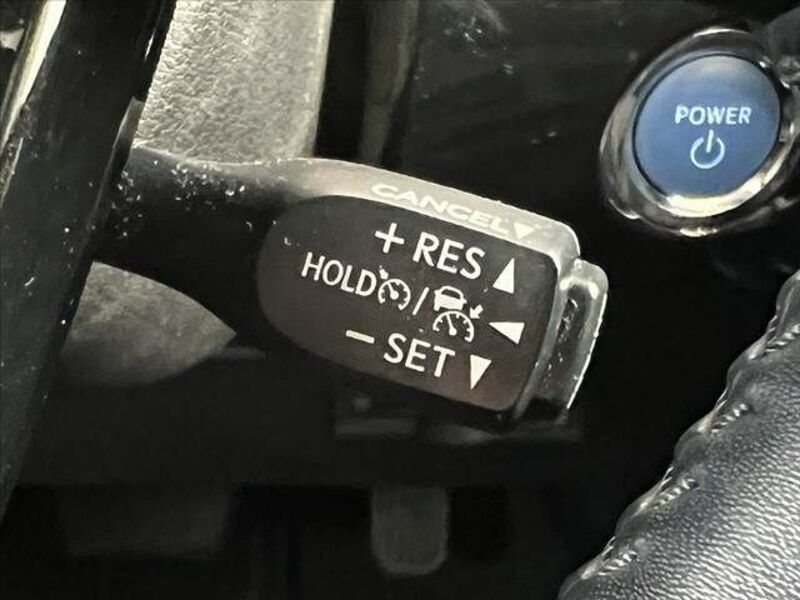 POWER
CANCEL▼
+ RES ▲
HOLD / ◀
− SET ▼